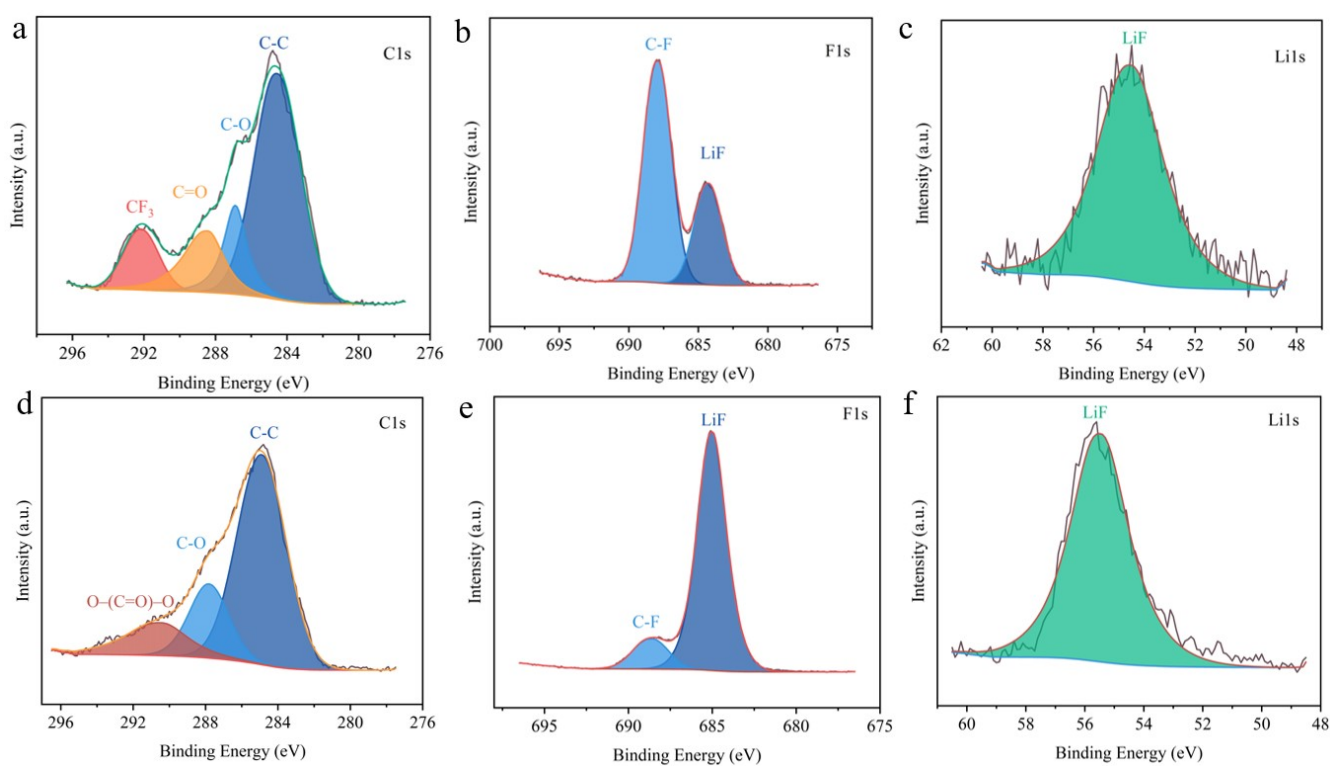 a
C1s
C-C
C-O
C=O
CF₃
Intensity (a.u.)
296 292 288 284 280 276
Binding Energy (eV)
b
F1s
C-F
LiF
Intensity (a.u.)
700 695 690 685 680 675
Binding Energy (eV)
c
Li1s
LiF
Intensity (a.u.)
62 60 58 56 54 52 50 48
Binding Energy (eV)
d
C1s
C-C
C-O
O–(C=O)–O
Intensity (a.u.)
296 292 288 284 280 276
Binding Energy (eV)
e
F1s
LiF
C-F
Intensity (a.u.)
695 690 685 680 675
Binding Energy (eV)
f
Li1s
LiF
Intensity (a.u.)
60 58 56 54 52 50 48
Binding Energy (eV)